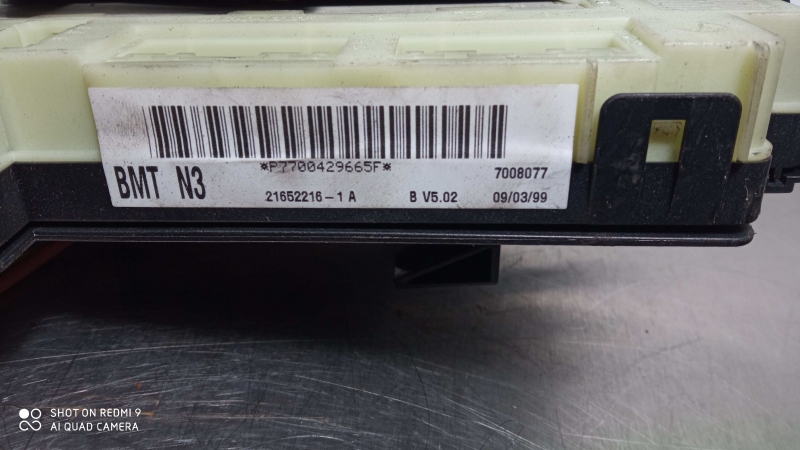 *P7700429665F*
7008077
BMT N3
21652216-1 A B V5.02 09/03/99
SHOT ON REDMI 9
AI QUAD CAMERA